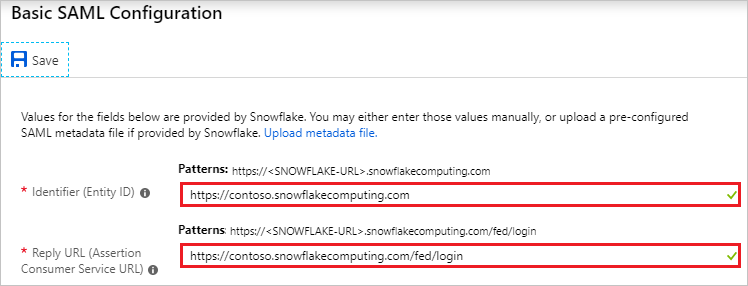 Basic SAML Configuration
Save
Values for the fields below are provided by Snowflake. You may either enter those values manually, or upload a pre-configured
SAML metadata file if provided by Snowflake. Upload metadata file.
Patterns: https://<SNOWFLAKE-URL>.snowflakecomputing.com
* Identifier (Entity ID)
https://contoso.snowflakecomputing.com
Patterns: https://<SNOWFLAKE-URL>.snowflakecomputing.com/fed/login
* Reply URL (Assertion
Consumer Service URL)
https://contoso.snowflakecomputing.com/fed/login